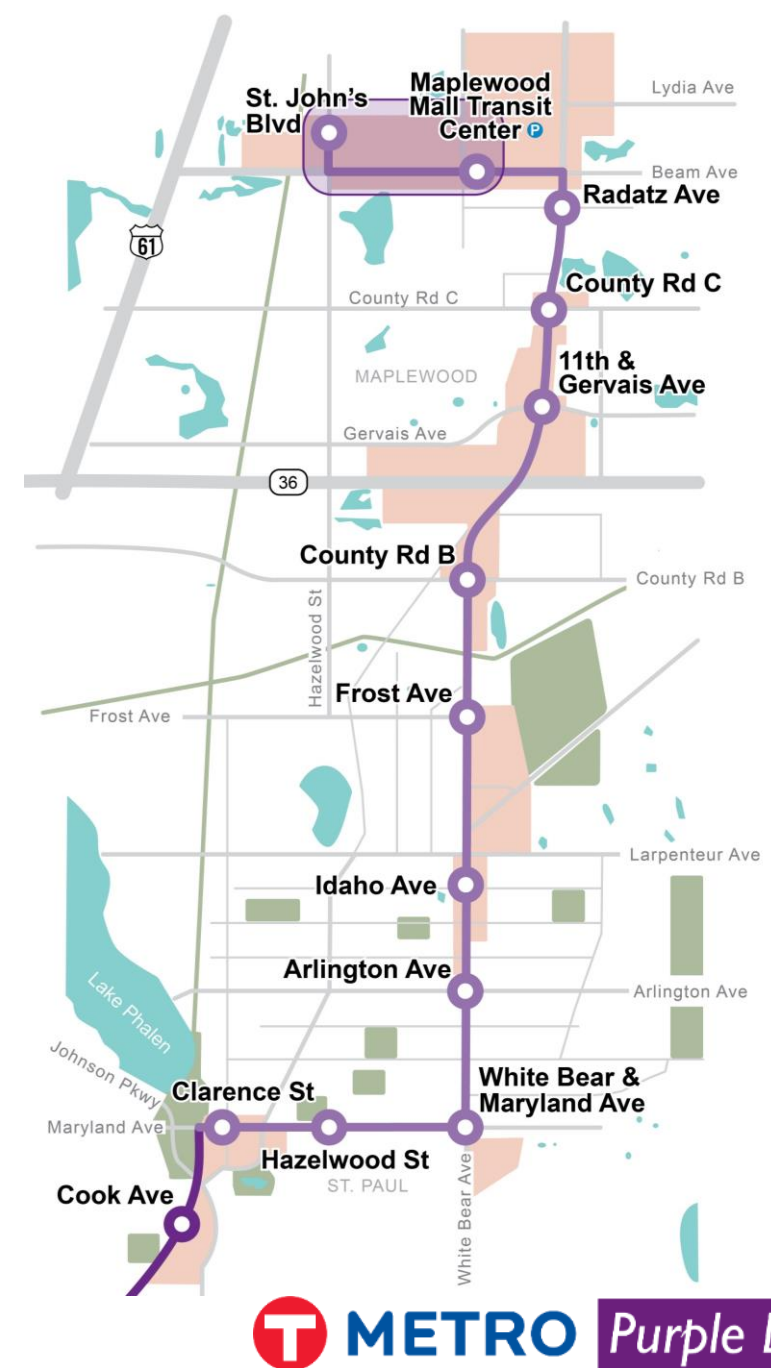 Lydia Ave
St. John's
Blvd
Maplewood
Mall Transit
Center P
Beam Ave
Radatz Ave
61
County Rd C
County Rd C
11th &
Gervais Ave
MAPLEWOOD
Gervais Ave
36
County Rd B
County Rd B
Hazelwood St
Frost Ave
Frost Ave
Larpenteur Ave
Idaho Ave
Arlington Ave
Arlington Ave
Lake Phalen
Johnson Pkwy
White Bear &
Maryland Ave
Clarence St
Maryland Ave
Hazelwood St
ST. PAUL
White Bear Ave
Cook Ave
T METRO Purple